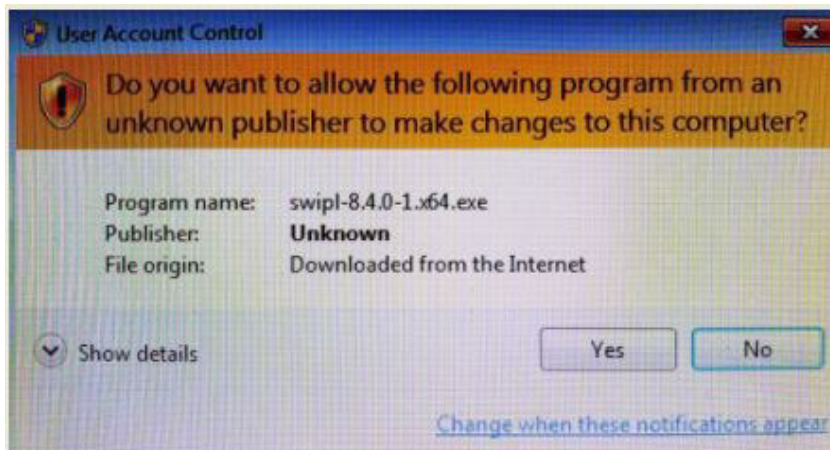 User Account Control
Do you want to allow the following program from an
unknown publisher to make changes to this computer?
Program name: swipl-8.4.0-1.x64.exe
Publisher: Unknown
File origin: Downloaded from the Internet
Show details
Yes
No
Change when these notifications appear